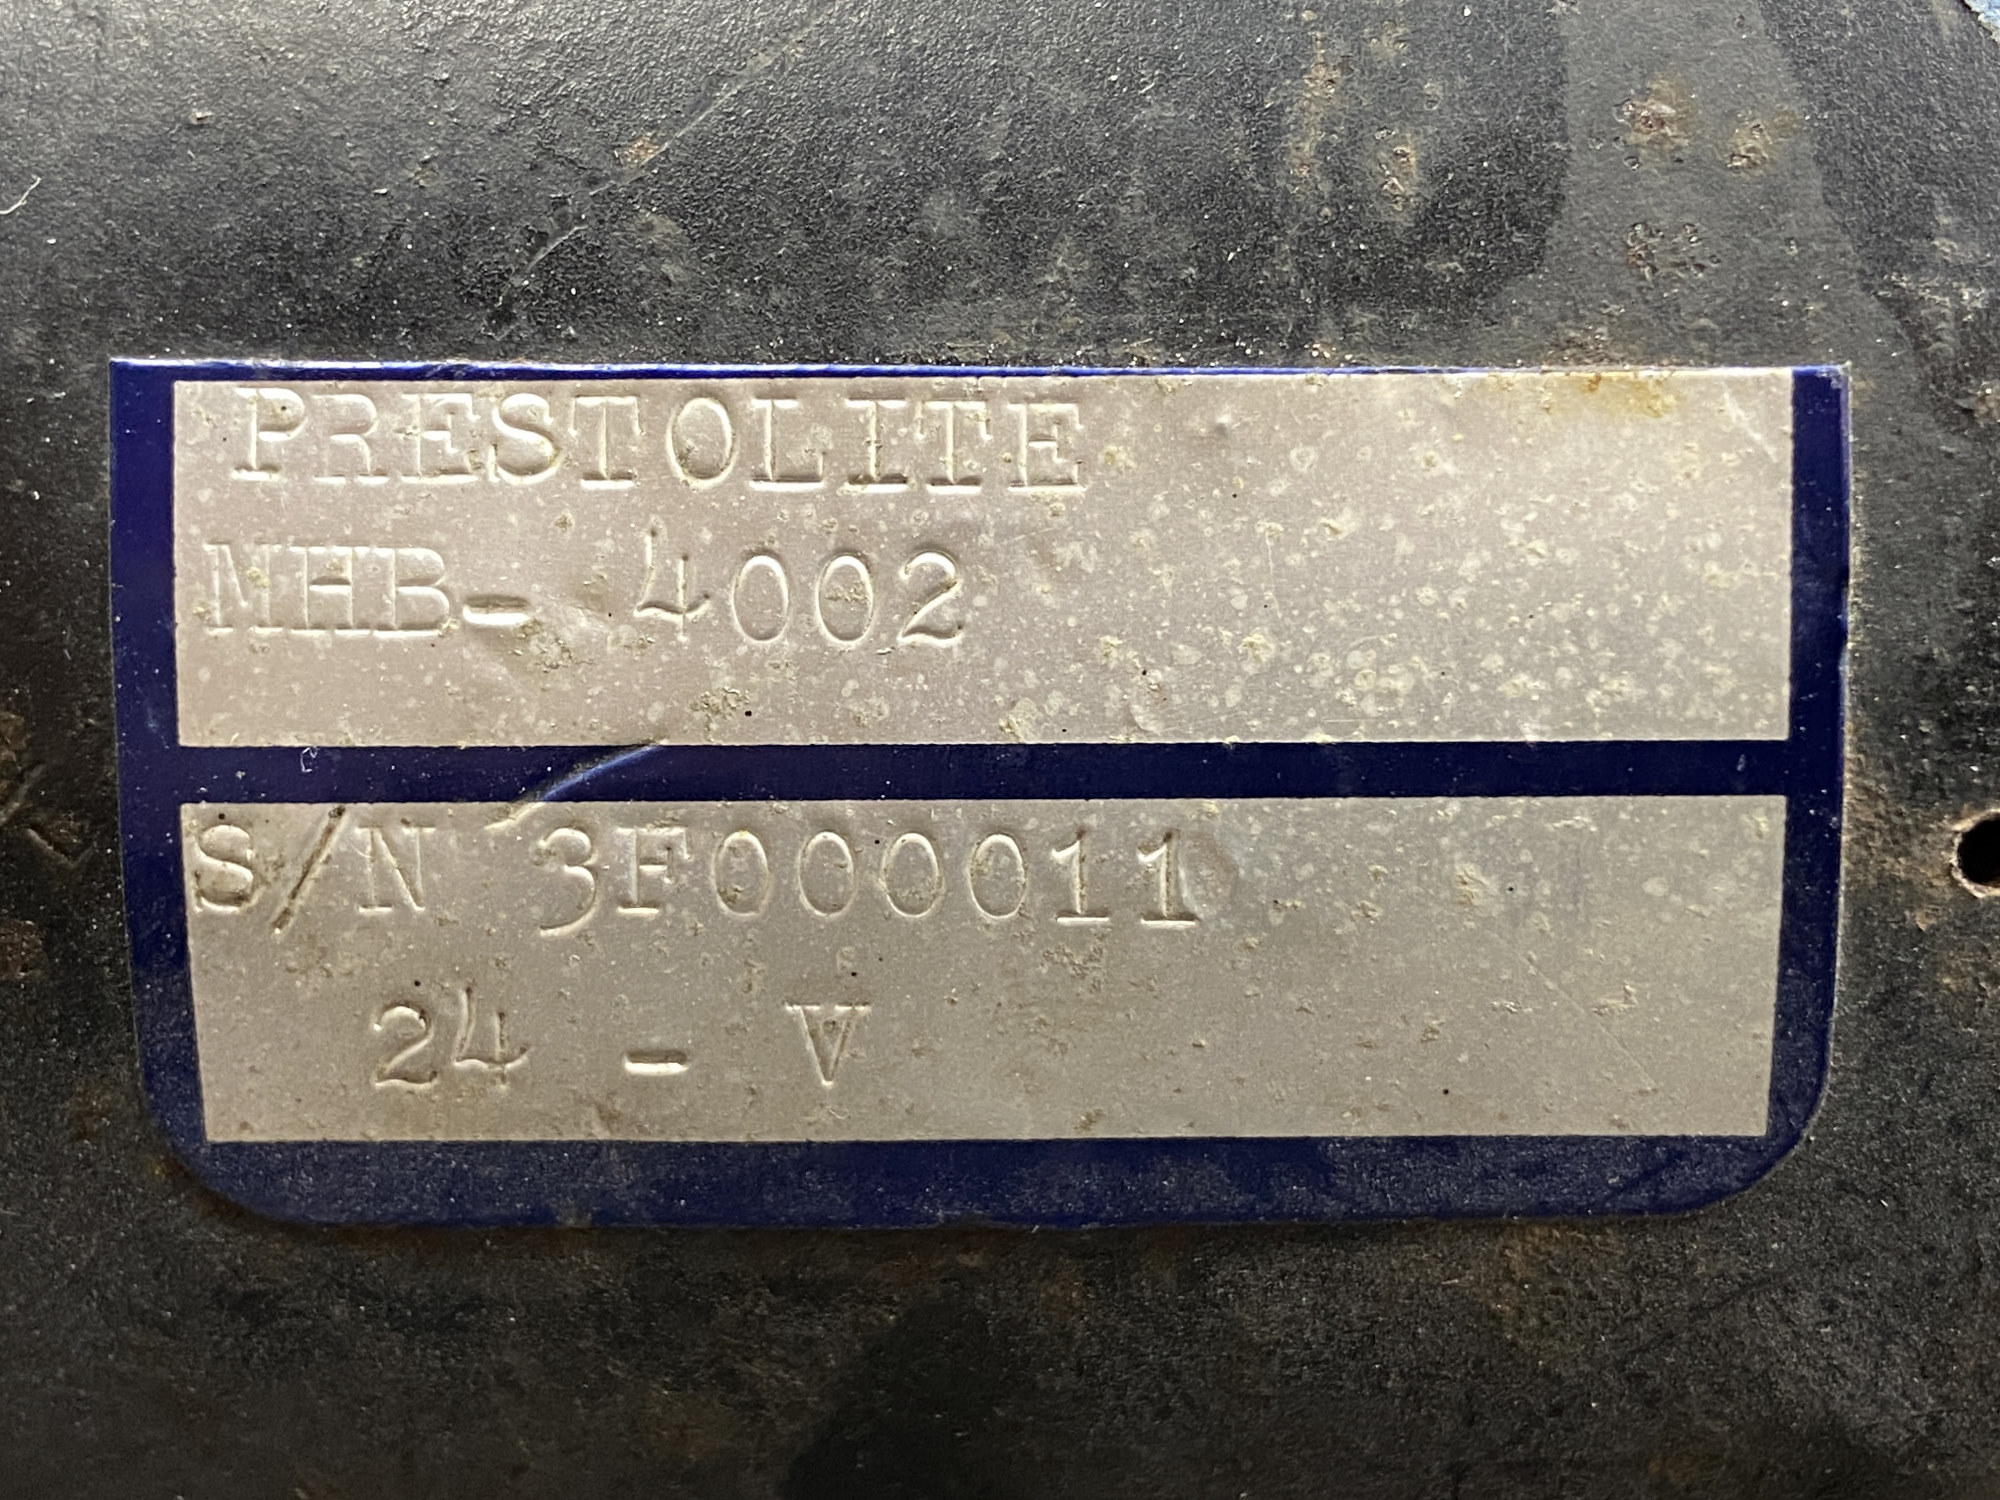 PRESTOLITE
MHB- 4002
S/N 3F000011
24 - V